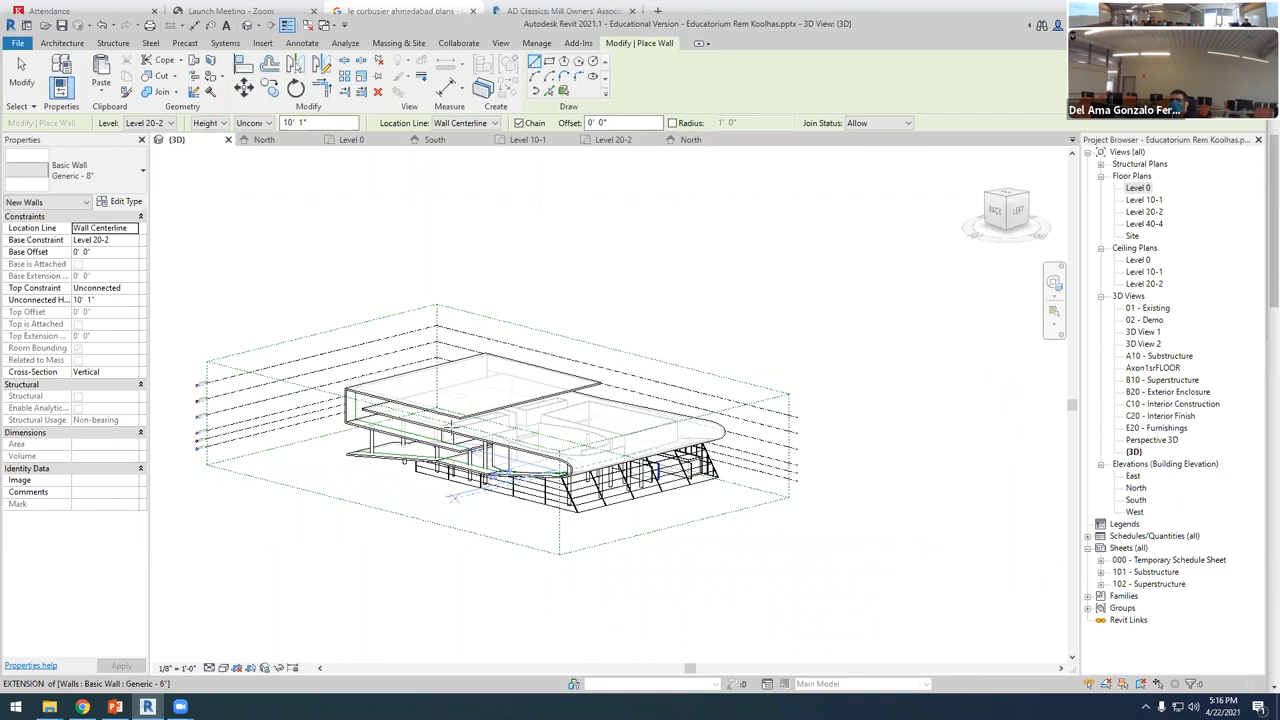 Attendance
Launch Meeting - Zoom
le corbusier ahmedabad plans -
AD Classics: Mill Owners' Associa
Autodesk Revit 2021.1 - Educational Version - Educatorium Rem Koolhas.pptx - 3D View: {3D}
File Architecture Structure Steel Precast Systems Insert Annotate Analyze Massing & Site Collaborate View Manage Add-Ins Modify | Place Wall
Modify
Properties
Paste
Cope
Cut
Join
Select Properties Clipboard Geometry Modify View Measure Create Draw
Del Ama Gonzalo Fer...
Modify | Place Wall Level: Level 20-2 Height Unconr 10' 1" Location Line: Wall Centerline Chain Offset: 0' 0" Radius: 1' 0" Join Status: Allow
Properties
{3D} North Level 0 South Level 10-1 Level 20-2 North
Project Browser - Educatorium Rem Koolhas.p...
Basic Wall
Generic - 8"
New Walls Edit Type
Constraints
Location Line Wall Centerline
Base Constraint Level 20-2
Base Offset 0' 0"
Base is Attached
Base Extension ... 0' 0"
Top Constraint Unconnected
Unconnected H... 10' 1"
Top Offset 0' 0"
Top is Attached
Top Extension ... 0' 0"
Room Bounding
Related to Mass
Cross-Section Vertical
Structural
Structural
Enable Analytic...
Structural Usage Non-bearing
Dimensions
Area
Volume
Identity Data
Image
Comments
Mark
BACK LEFT
Views (all)
Structural Plans
Floor Plans
Level 0
Level 10-1
Level 20-2
Level 40-4
Site
Ceiling Plans
Level 0
Level 10-1
Level 20-2
3D Views
01 - Existing
02 - Demo
3D View 1
3D View 2
A10 - Substructure
Axon1srFLOOR
B10 - Superstructure
B20 - Exterior Enclosure
C10 - Interior Construction
C20 - Interior Finish
E20 - Furnishings
Perspective 3D
{3D}
Elevations (Building Elevation)
East
North
South
West
Legends
Schedules/Quantities (all)
Sheets (all)
000 - Temporary Schedule Sheet
101 - Substructure
102 - Superstructure
Families
Groups
Revit Links
Properties help Apply
1/8" = 1'-0"
EXTENSION of [Walls : Basic Wall : Generic - 6"]
:0
Main Model
:0
5:16 PM
4/22/2021